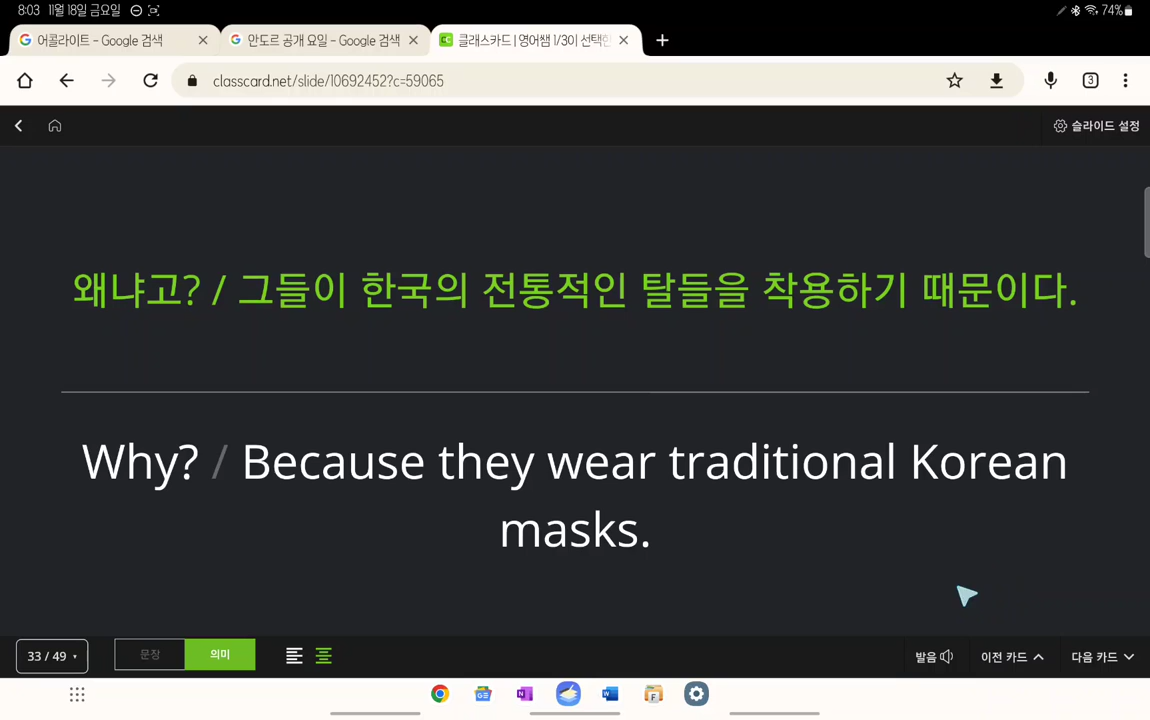 8:03 11월 18일 금요일 74%
어콜라이트 - Google 검색
안도르 공개 요일 - Google 검색
클래스카드 | 영어쌤 1/30이 선택한
3
classcard.net/slide/10692452?c=59065
슬라이드 설정
왜냐고? / 그들이 한국의 전통적인 탈들을 착용하기 때문이다.
Why? / Because they wear traditional Korean
masks.
33 / 49
문장
의미
발음
이전 카드
다음 카드